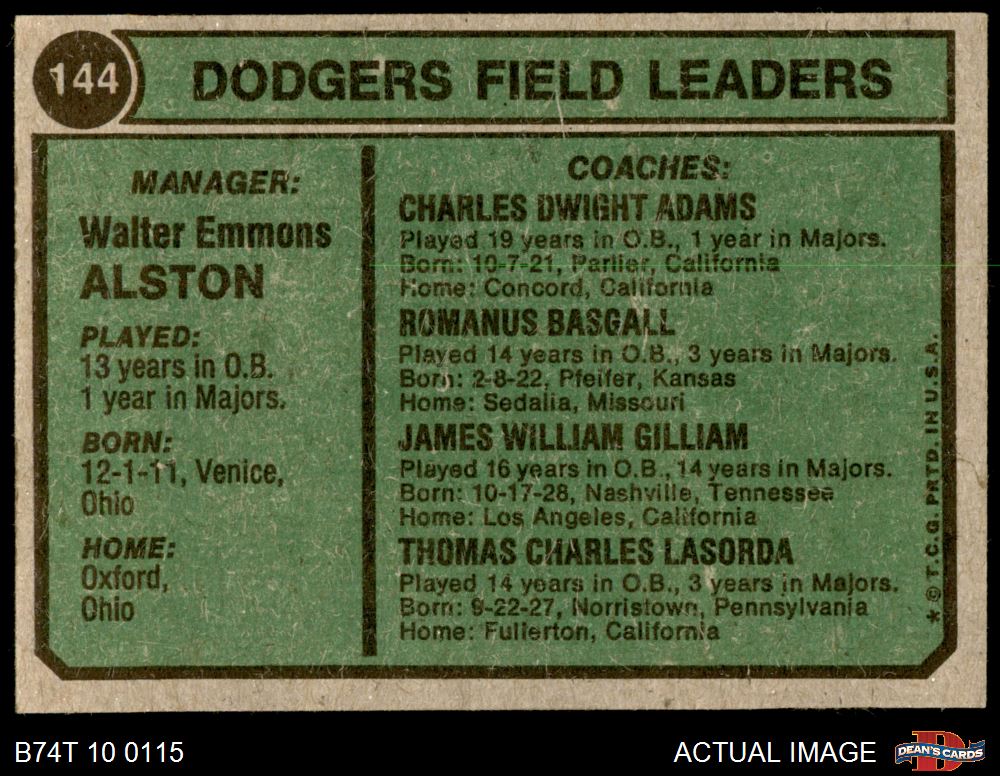 144
DODGERS FIELD LEADERS
MANAGER:
Walter Emmons
ALSTON
PLAYED:
13 years in O.B.
1 year in Majors.
BORN:
12-1-11, Venice,
Ohio
HOME:
Oxford,
Ohio
COACHES:
CHARLES DWIGHT ADAMS
Played 19 years in O.B., 1 year in Majors.
Born: 10-7-21, Parlier, California
Home: Concord, California
ROMANUS BASGALL
Played 14 years in O.B., 3 years in Majors.
Born: 2-8-22, Pfeifer, Kansas
Home: Sedalia, Missouri
JAMES WILLIAM GILLIAM
Played 16 years in O.B., 14 years in Majors.
Born: 10-17-28, Nashville, Tennessee
Home: Los Angeles, California
THOMAS CHARLES LASORDA
Played 14 years in O.B., 3 years in Majors.
Born: 9-22-27, Norristown, Pennsylvania
Home: Fullerton, California
* © T.C.G. PRTD. IN U.S.A.
B74T 10 0115
ACTUAL IMAGE
DEAN'S CARDS